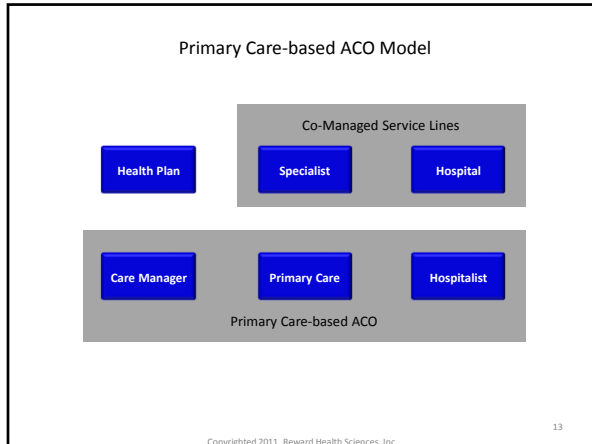 Primary Care-based ACO Model
Co-Managed Service Lines
Health Plan
Specialist
Hospital
Care Manager
Primary Care
Hospitalist
Primary Care-based ACO
13
Copyrighted 2011, Reward Health Sciences, Inc.